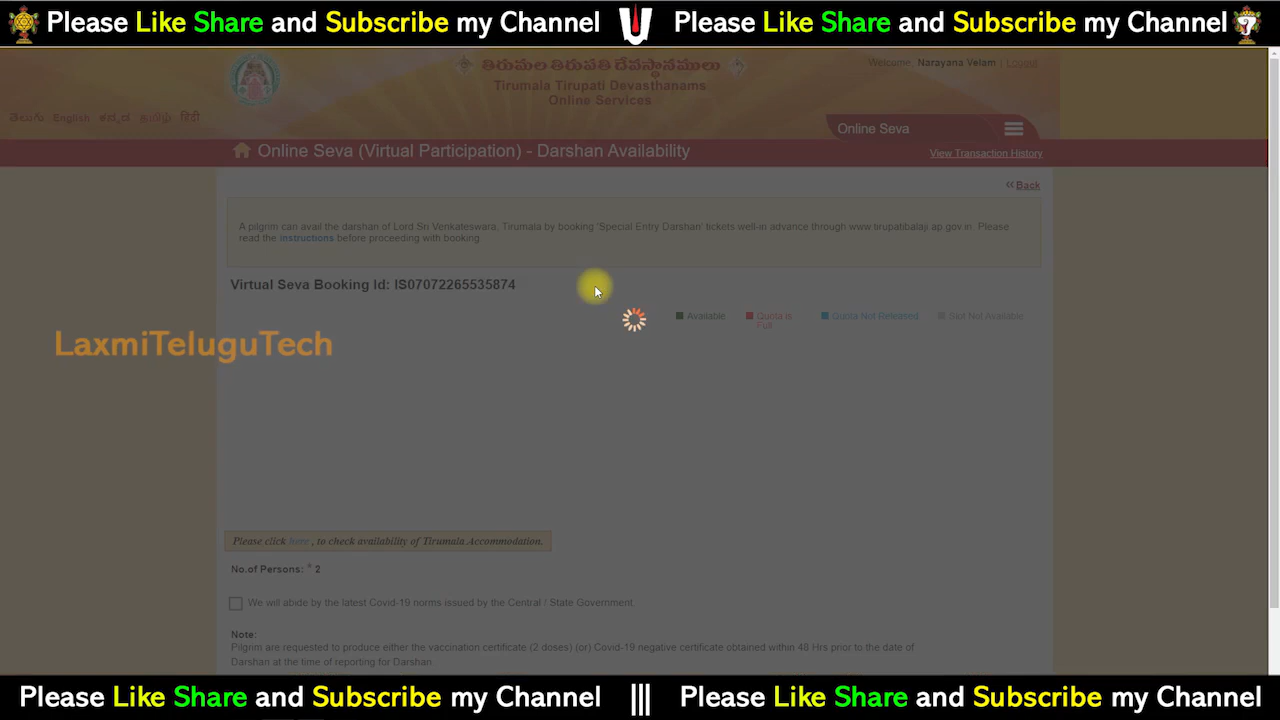 Please Like Share and Subscribe my Channel Please Like Share and Subscribe my Channel
తిరుమల తిరుపతి దేవస్థానములు
Tirumala Tirupati Devasthanams
Online Services
Welcome, Narayana Velam | Logout
తెలుగు English ಕನ್ನಡ தமிழ் हिंदी
Online Seva
Online Seva (Virtual Participation) - Darshan Availability
View Transaction History
Back
A pilgrim can avail the darshan of Lord Sri Venkateswara, Tirumala by booking 'Special Entry Darshan' tickets well-in advance through www.tirupatibalaji.ap.gov.in. Please
read the instructions before proceeding with booking
Virtual Seva Booking Id: IS07072265535874
Available Quota Is Full Quota Not Released Slot Not Available
LaxmiTeluguTech
Please click here , to check availability of Tirumala Accommodation.
No.of Persons: * 2
We will abide by the latest Covid-19 norms issued by the Central / State Government.
Note:
Pilgrim are requested to produce either the vaccination certificate (2 doses) (or) Covid-19 negative certificate obtained within 48 Hrs prior to the date of
Darshan at the time of reporting for Darshan
Please Like Share and Subscribe my Channel ||| Please Like Share and Subscribe my Channel